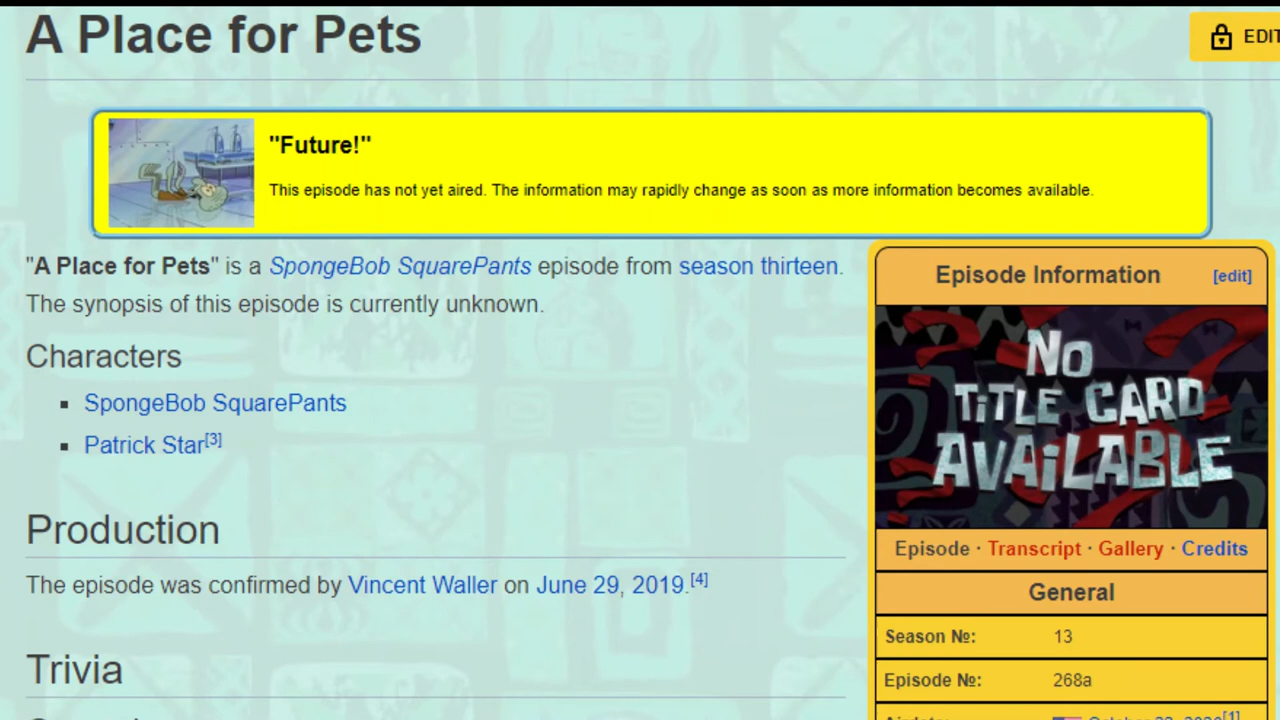 A Place for Pets
EDIT
"Future!"
This episode has not yet aired. The information may rapidly change as soon as more information becomes available.
"A Place for Pets" is a SpongeBob SquarePants episode from season thirteen.
The synopsis of this episode is currently unknown.
Characters
▪ SpongeBob SquarePants
▪ Patrick Star[3]
Production
The episode was confirmed by Vincent Waller on June 29, 2019.[4]
Trivia
Episode Information [edit]
No
TiTLE CARD
AVAiLABLE
Episode · Transcript · Gallery · Credits
General
Season №: 13
Episode №: 268a